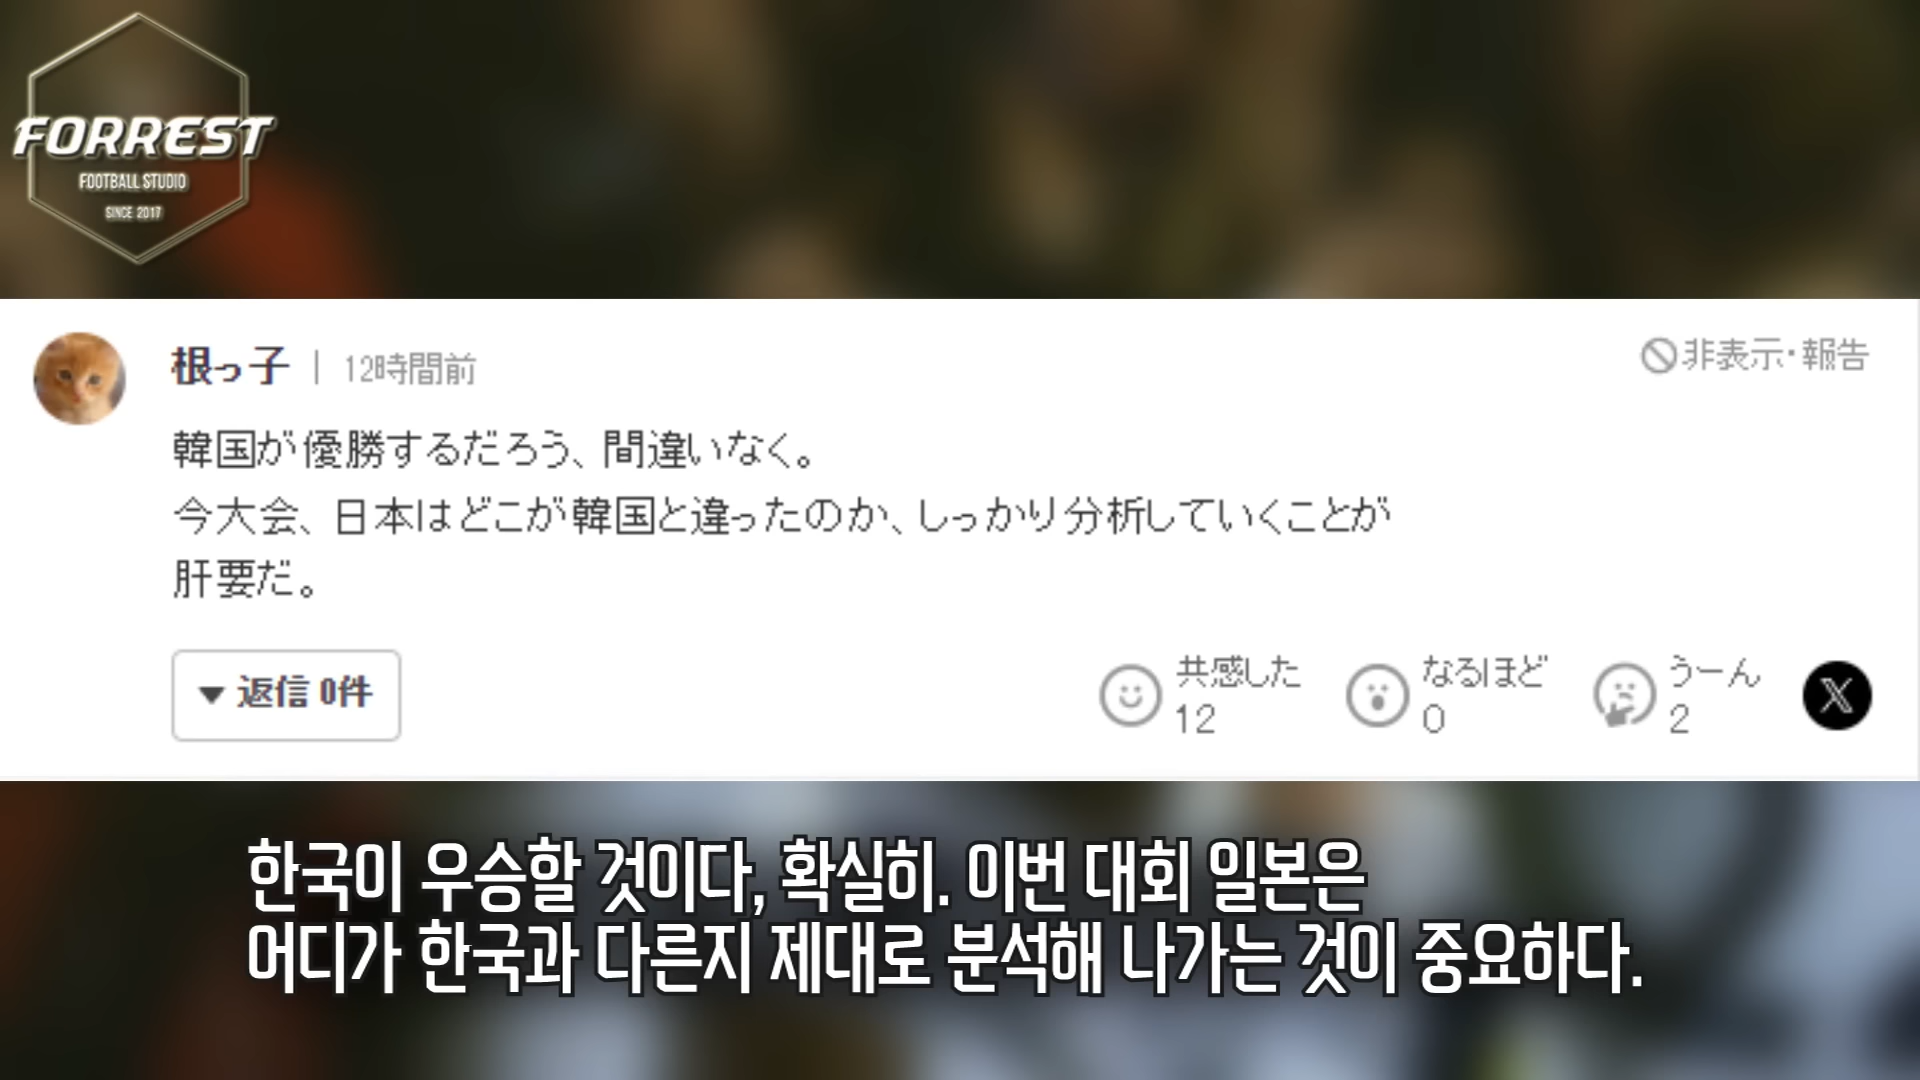 FORREST
FOOTBALL STUDIO
SINCE 2017
根っ子 | 12時間前
非表示・報告
韓国が優勝するだろう、間違いなく。
今大会、日本はどこが韓国と違ったのか、しっかり分析していくことが
肝要だ。
返信 0件
共感した
12
なるほど
0
うーん
2
X
한국이 우승할 것이다, 확실히. 이번 대회 일본은
어디가 한국과 다른지 제대로 분석해 나가는 것이 중요하다.